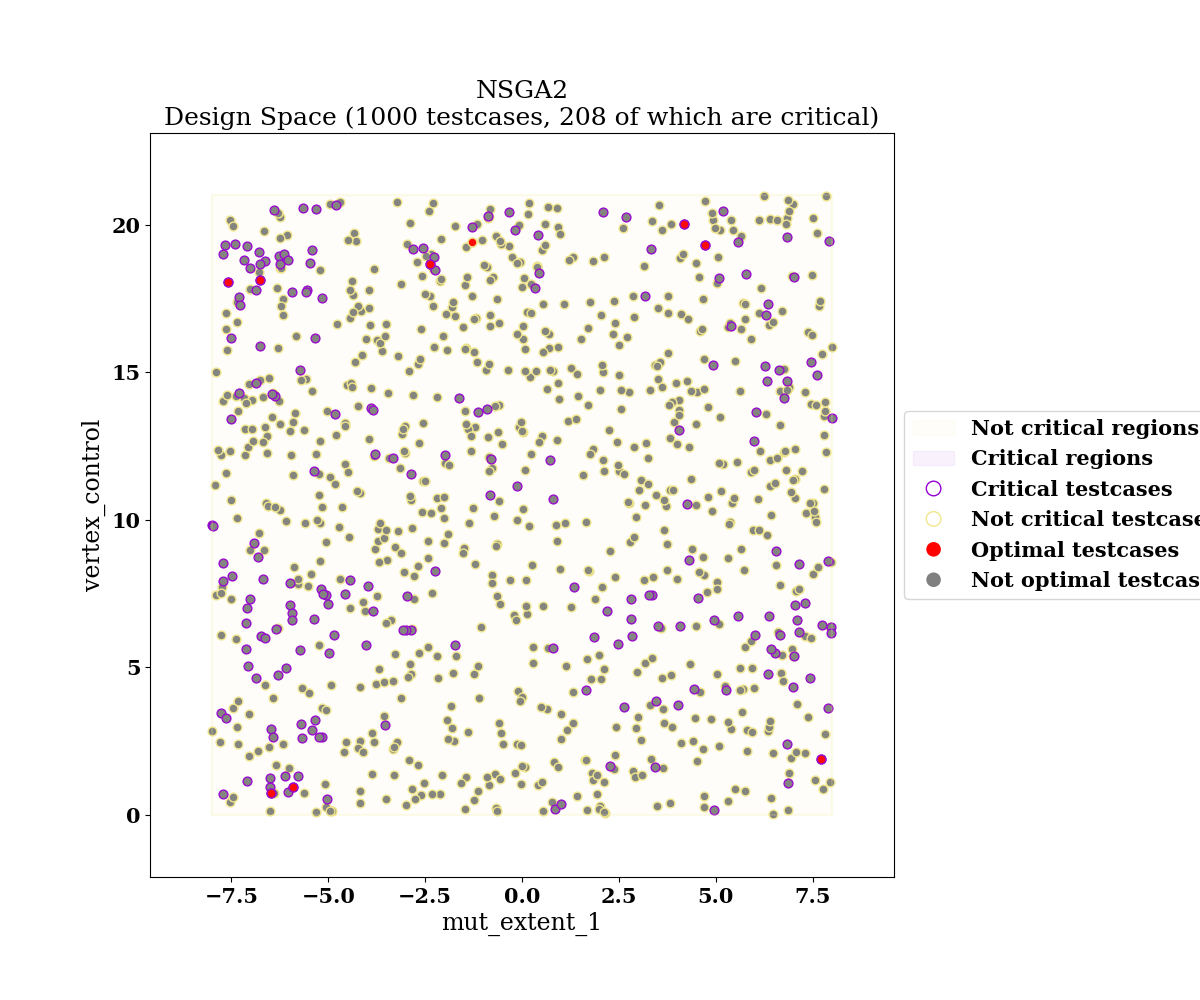 NSGA2
Design Space (1000 testcases, 208 of which are critical)
20
15
10
5
0
vertex_control
−7.5
−5.0
−2.5
0.0
2.5
5.0
7.5
mut_extent_1
Not critical regions
Critical regions
Critical testcases
Not critical testcase
Optimal testcases
Not optimal testcas